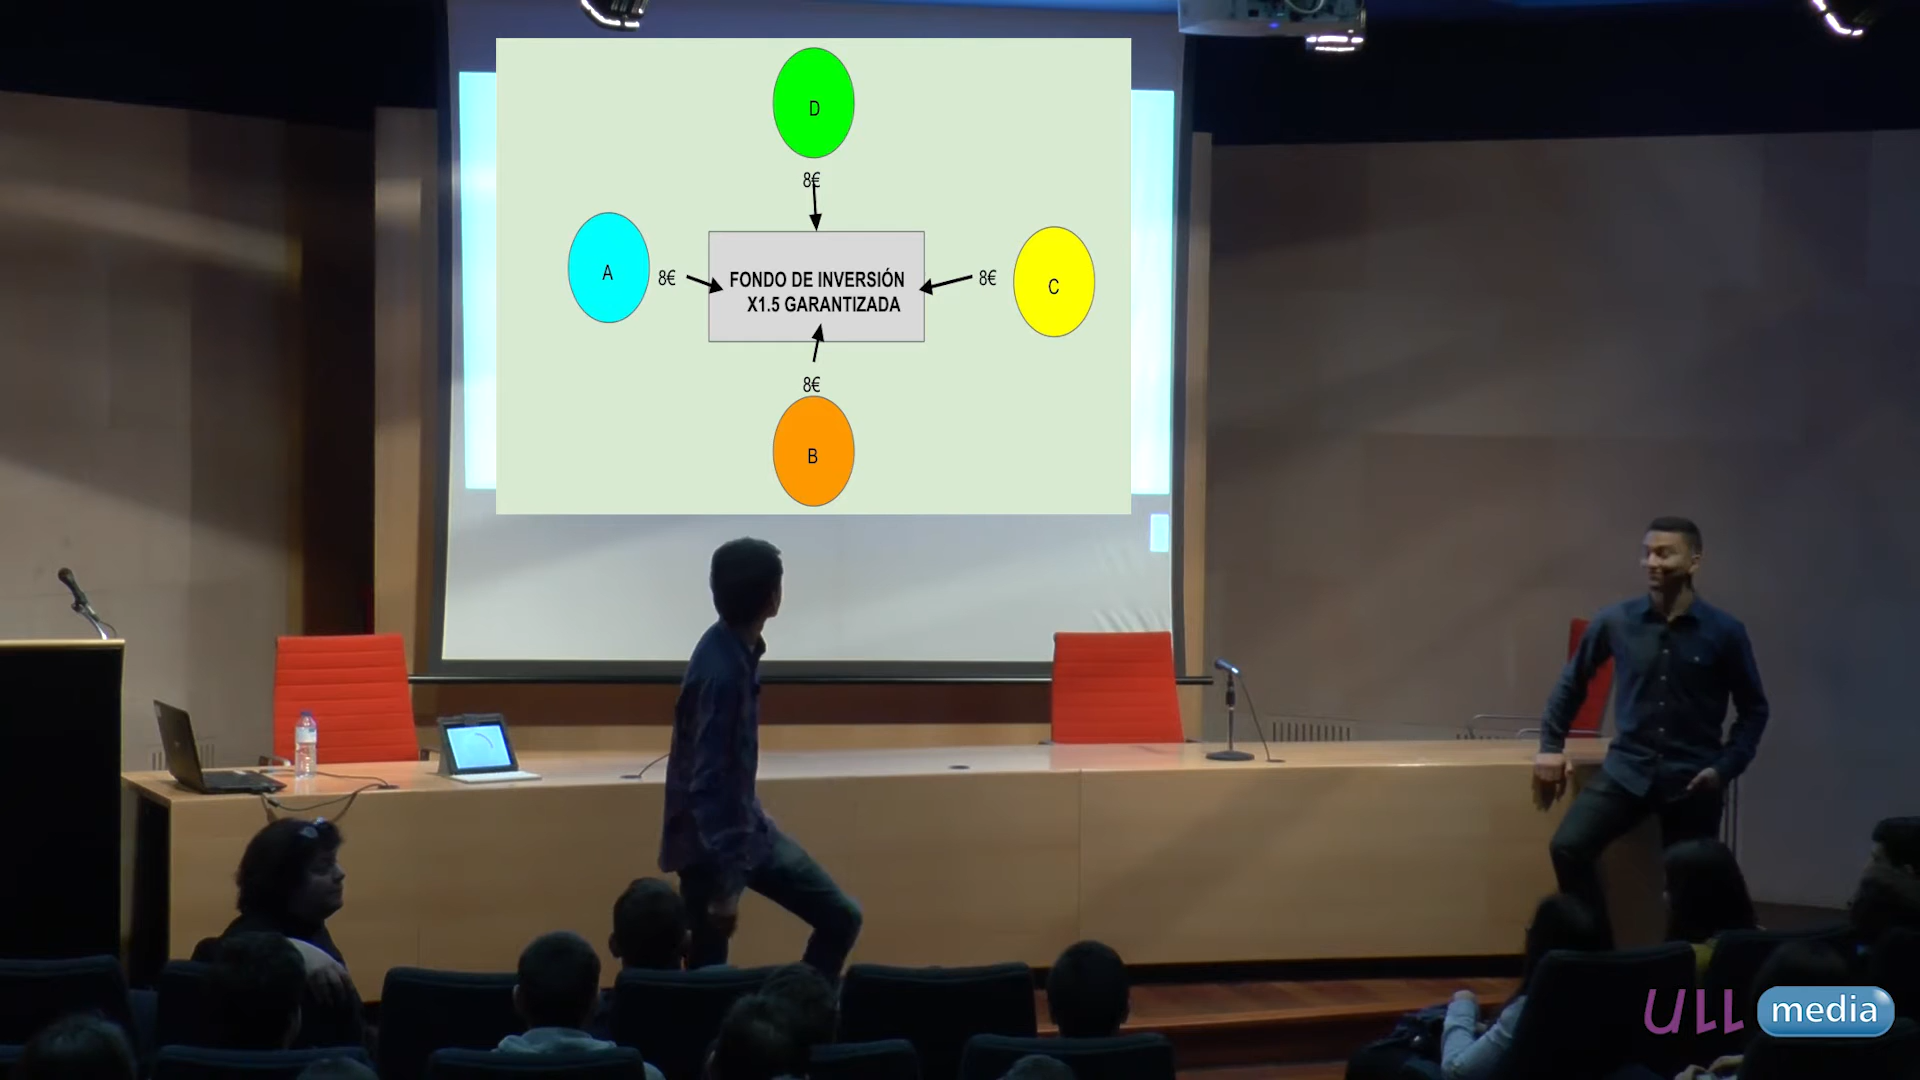 D
8€
A
8€
FONDO DE INVERSIÓN
X1.5 GARANTIZADA
8€
C
8€
B
ULL media